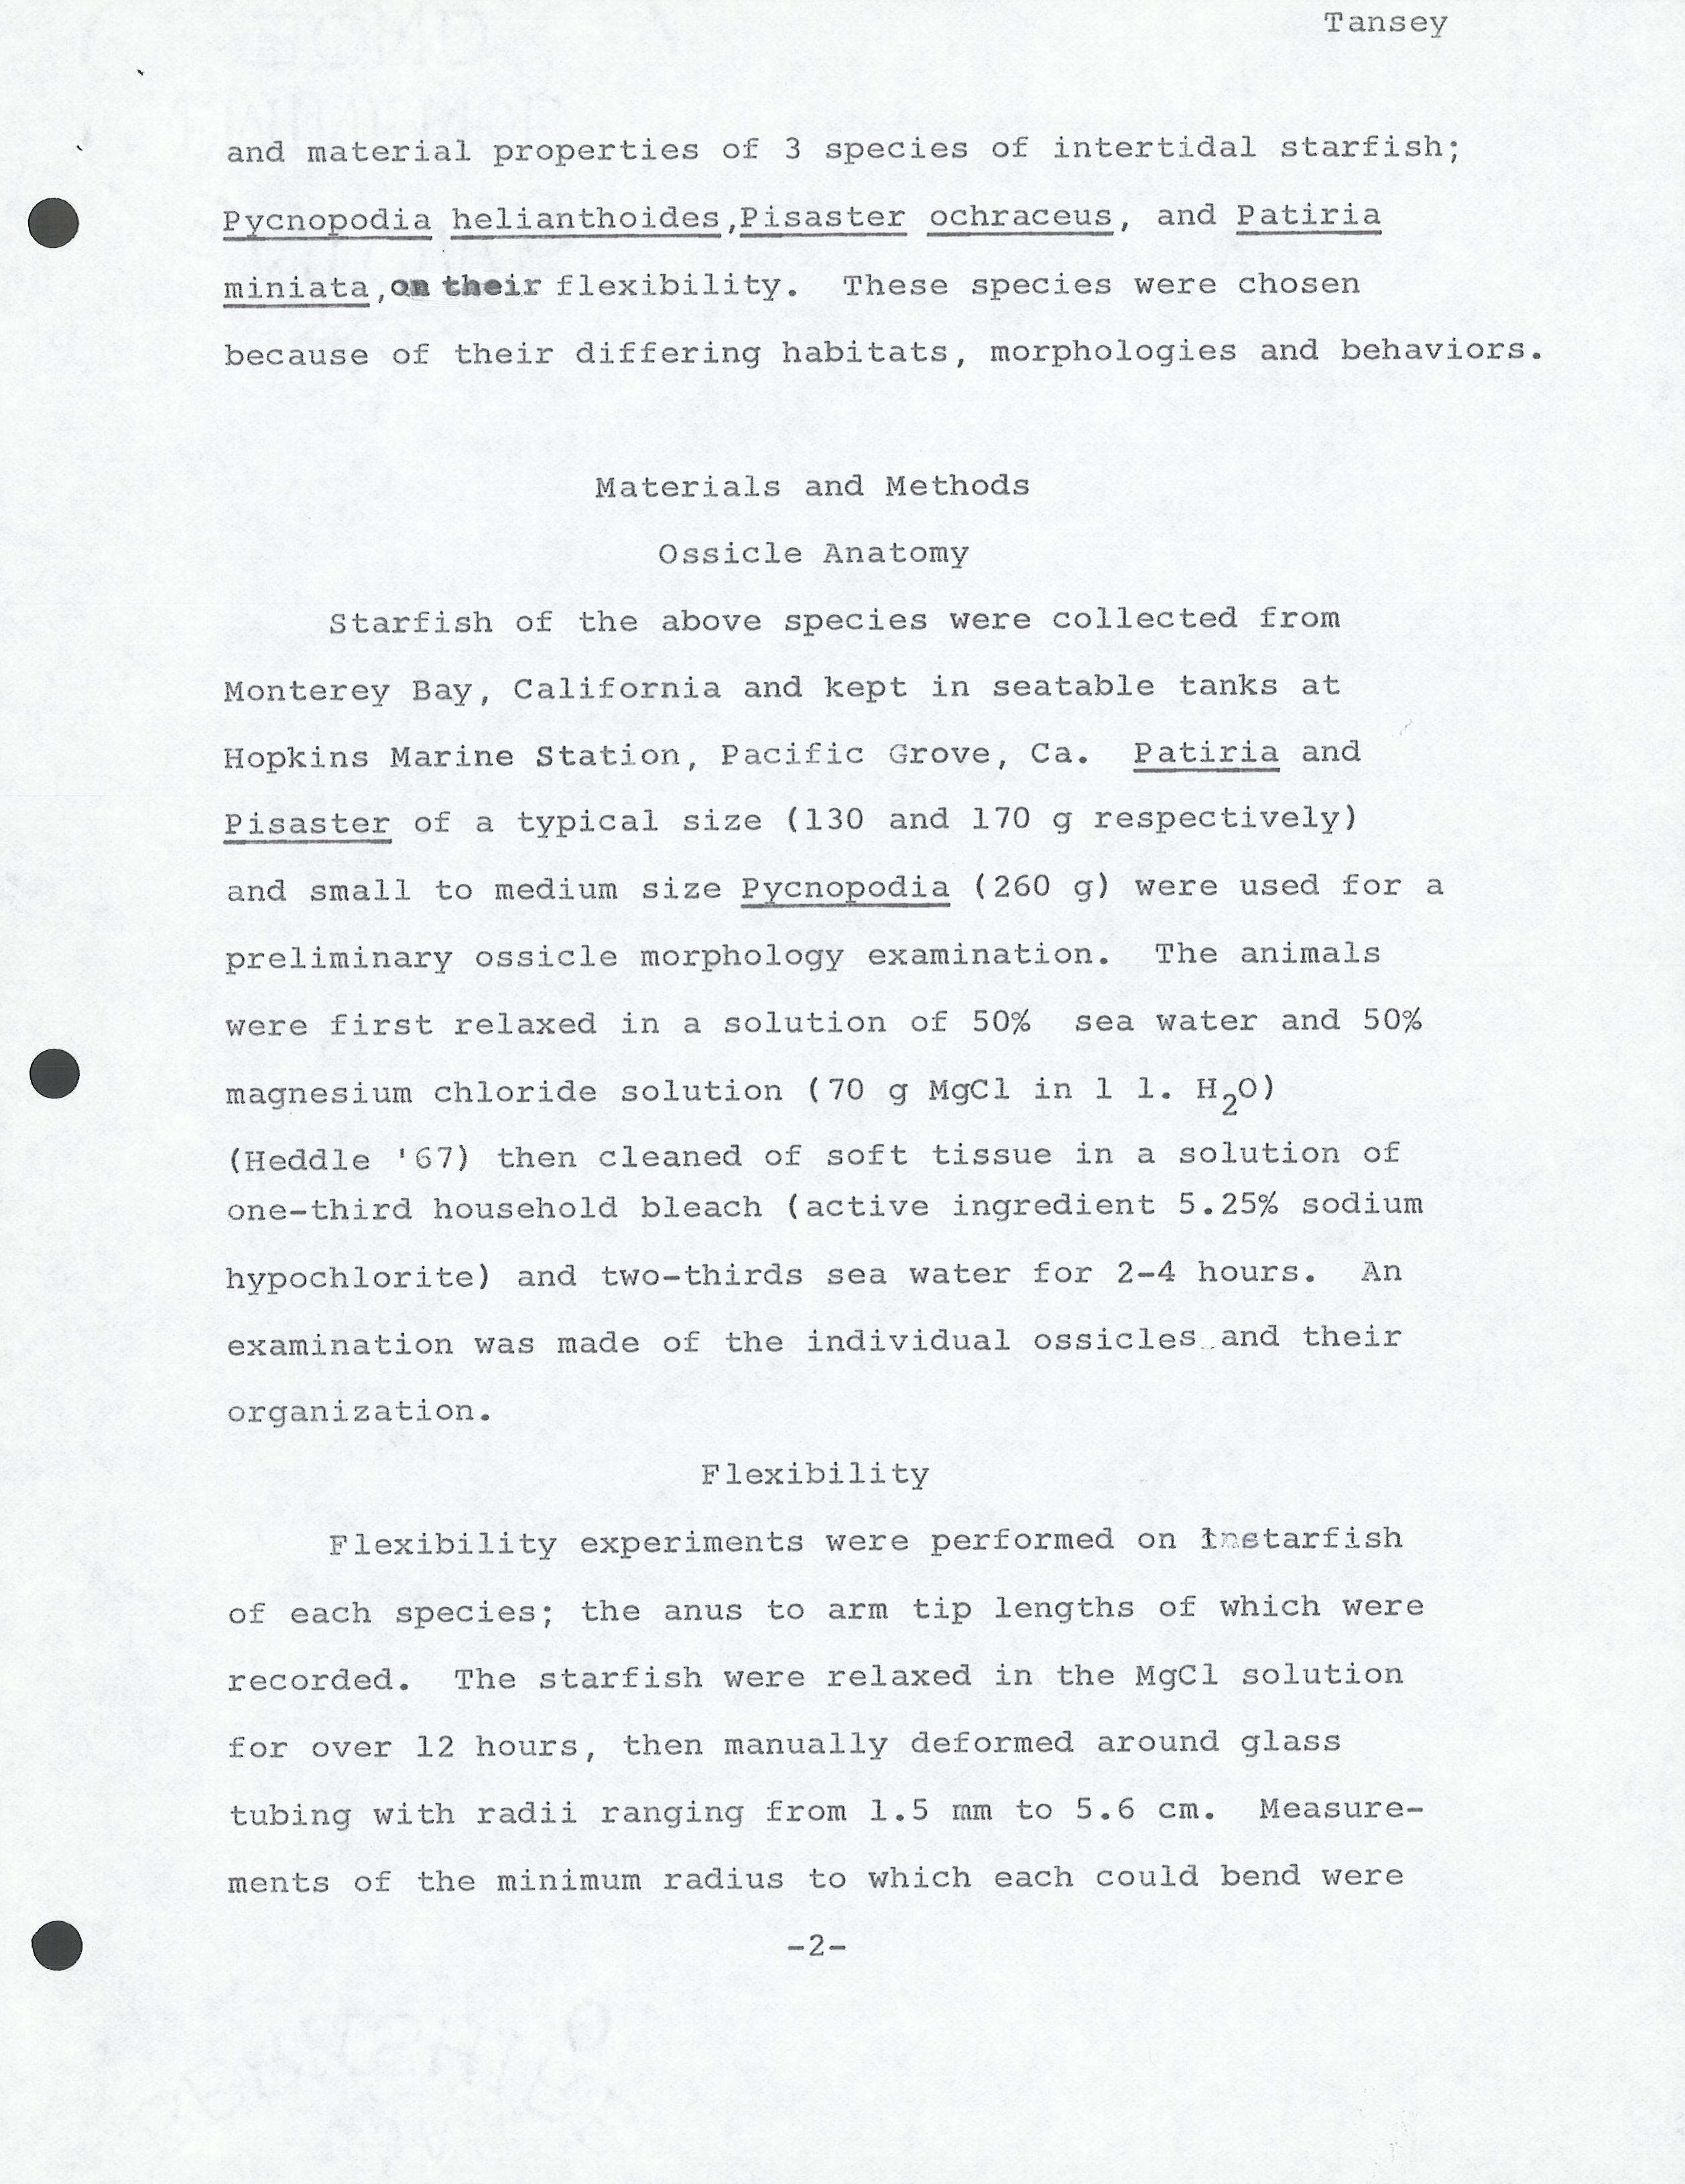 Tansey
and material properties of 3 species of intertidal starfish;
Pycnopodia helianthoides,Pisaster ochraceus, and Patiria
miniata,on their flexibility.  These species were chosen
because of their differing habitats, morphologies and behaviors.
Materials and Methods
Ossicle Anatomy
Starfish of the above species were collected from
Monterey Bay, California and kept in seatable tanks at
Hopkins Marine Station, Pacific Grove, Ca.  Patiria and
Pisaster of a typical size (130 and 170 g respectively)
and small to medium size Pycnopodia (260 g) were used for a
preliminary ossicle morphology examination.  The animals
were first relaxed in a solution of 50%  sea water and 50%
magnesium chloride solution (70 g MgCl in 1 l. H₂O)
(Heddle '67) then cleaned of soft tissue in a solution of
one-third household bleach (active ingredient 5.25% sodium
hypochlorite) and two-thirds sea water for 2-4 hours.  An
examination was made of the individual ossicles and their
organization.
Flexibility
Flexibility experiments were performed on starfish
of each species; the anus to arm tip lengths of which were
recorded.  The starfish were relaxed in the MgCl solution
for over 12 hours, then manually deformed around glass
tubing with radii ranging from 1.5 mm to 5.6 cm.  Measure-
ments of the minimum radius to which each could bend were
-2-